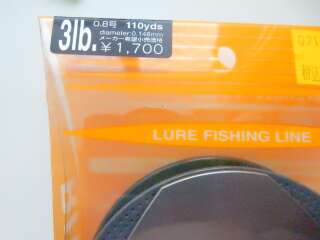 3lb.
0.8号 110yds
diameter:0.148mm
メーカー希望小売価格
¥1,700
LURE FISHING LINE